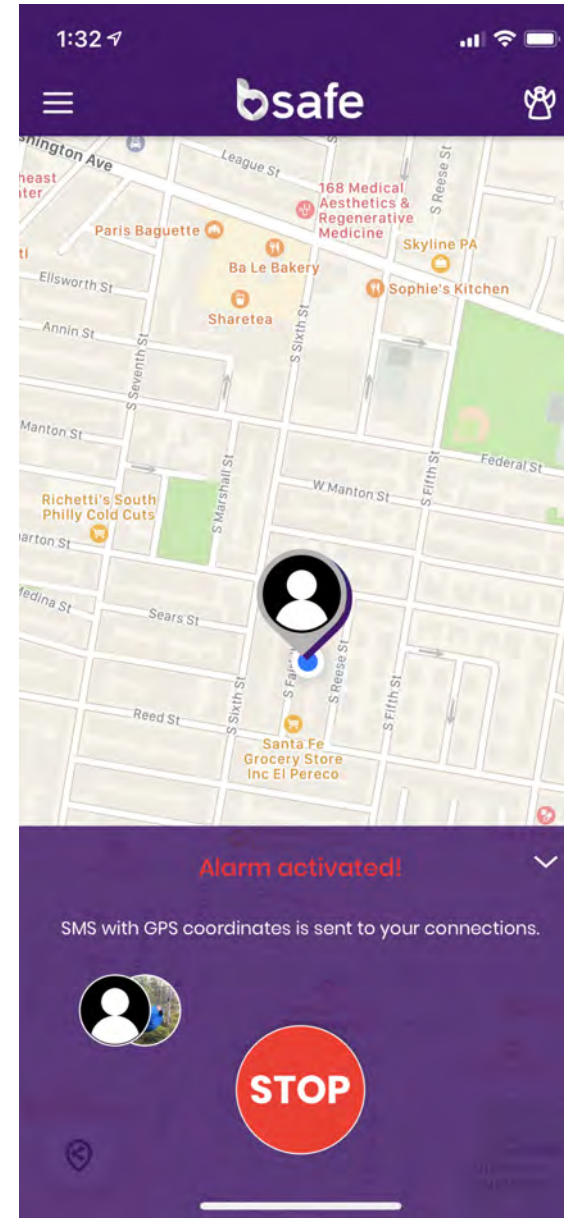 1:32
bsafe
shington Ave
League St
S Reese St
168 Medical
Aesthetics &
Regenerative
Medicine
Paris Baguette
Skyline PA
Ba Le Bakery
Ellsworth St
Sophie's Kitchen
Sharetea
Annin St
S Sixth St
S Seventh St
Manton St
Federal St
S Marshall St
W Manton St
S Fifth St
Richetti's South
Philly Cold Cuts
arton St
Medina St
Sears St
S Reese St
S Sixth St
S Fifth St
Reed St
Santa Fe
Grocery Store
Inc El Pereco
Alarm activated!
SMS with GPS coordinates is sent to your connections.
STOP